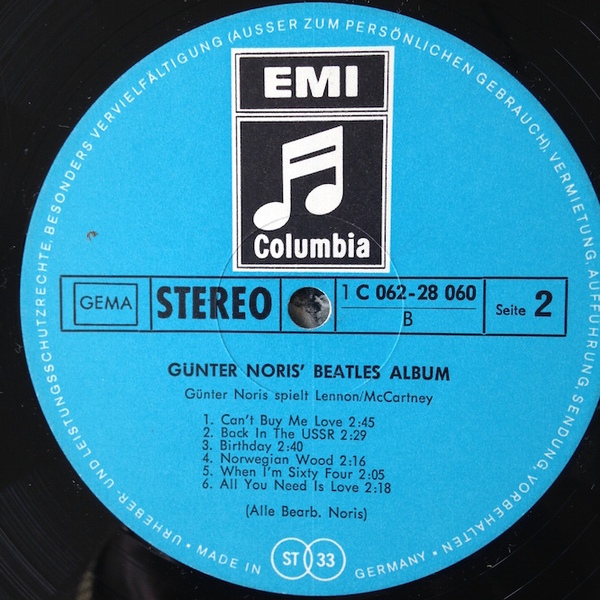 URHEBER- UND LEISTUNGSSCHUTZRECHTE, BESONDERS VERVIELFÄLTIGUNG (AUSSER ZUM PERSÖNLICHEN GEBRAUCH), VERMIETUNG, AUFFÜHRUNG, SENDUNG VORBEHALTEN •
EMI
Columbia
GEMA
STEREO
1 C 062-28 060
B
Seite 2
GÜNTER NORIS' BEATLES ALBUM
Günter Noris spielt Lennon/McCartney
1. Can't Buy Me Love 2:45
2. Back In The USSR 2:29
3. Birthday 2:40
4. Norwegian Wood 2:16
5. When I'm Sixty Four 2:05
6. All You Need Is Love 2:18
(Alle Bearb. Noris)
• MADE IN GERMANY •
ST 33